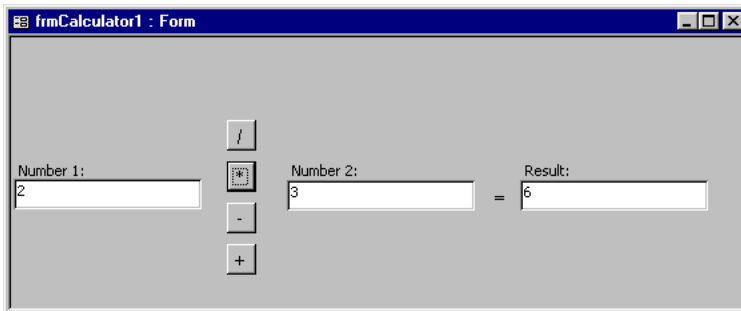 frmCalculator1 : Form
/
Number 1:
*
Number 2:
Result:
2
3
=
6
-
+